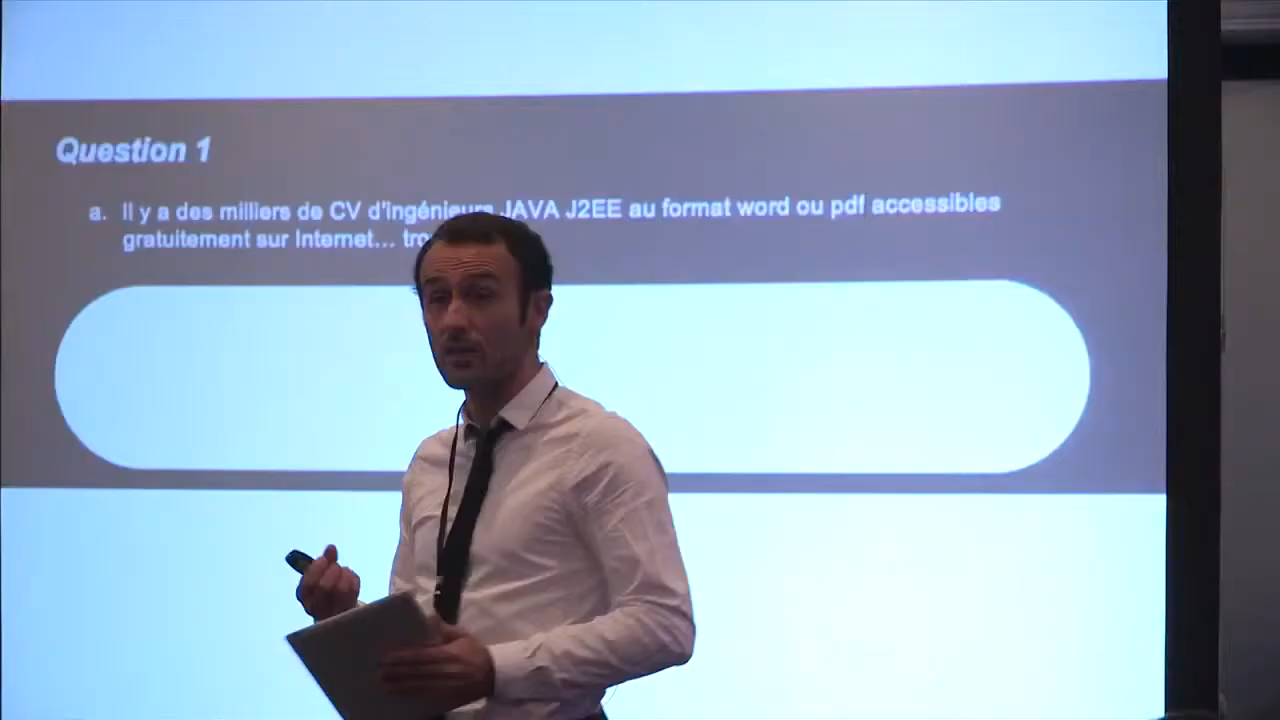 Question 1
a. Il y a des milliers de CV d'ingénieurs JAVA J2EE au format word ou pdf accessibles
gratuitement sur Internet...